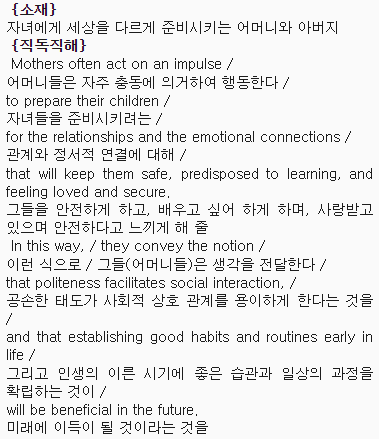 {소재}
자녀에게 세상을 다르게 준비시키는 어머니와 아버지
{직독직해}
Mothers often act on an impulse /
어머니들은 자주 충동에 의거하여 행동한다 /
to prepare their children /
자녀들을 준비시키려는 /
for the relationships and the emotional connections /
관계와 정서적 연결에 대해 /
that will keep them safe, predisposed to learning, and
feeling loved and secure.
그들을 안전하게 하고, 배우고 싶어 하게 하며, 사랑받고
있으며 안전하다고 느끼게 해 줄
In this way, / they convey the notion /
이런 식으로 / 그들(어머니들)은 생각을 전달한다 /
that politeness facilitates social interaction, /
공손한 태도가 사회적 상호 관계를 용이하게 한다는 것을
/
and that establishing good habits and routines early in
life /
그리고 인생의 이른 시기에 좋은 습관과 일상의 과정을
확립하는 것이 /
will be beneficial in the future.
미래에 이득이 될 것이라는 것을